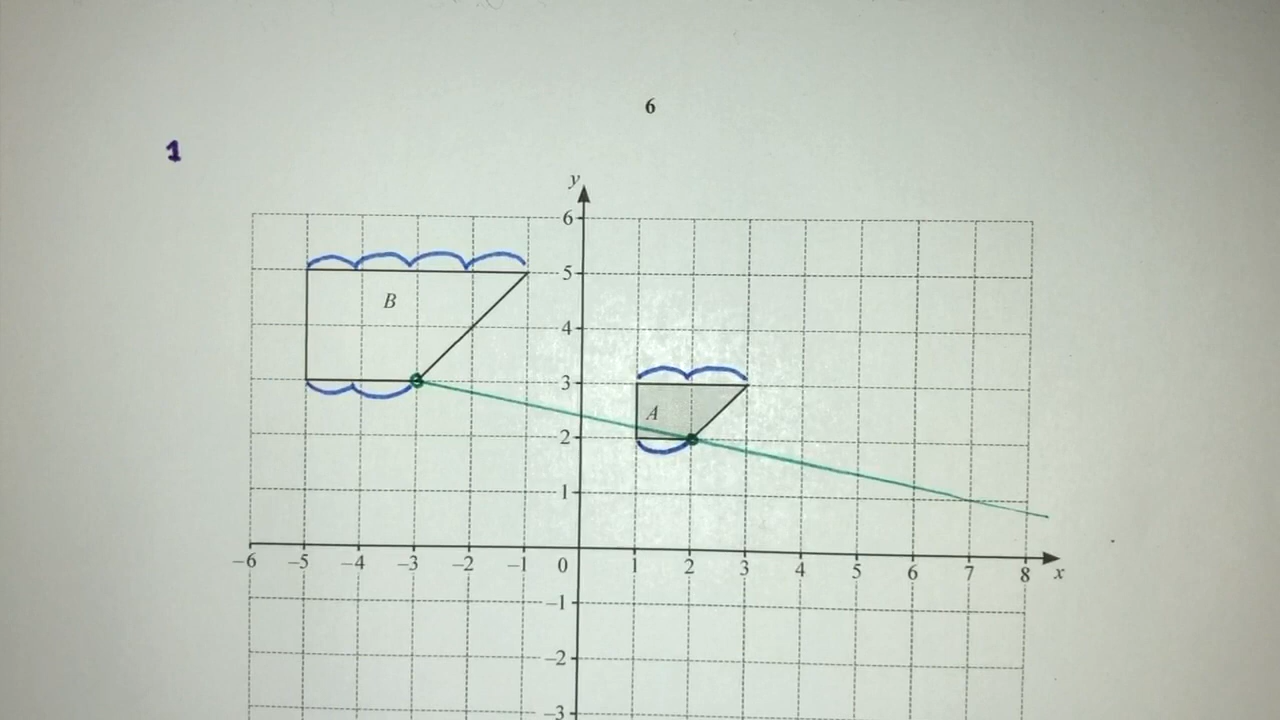 6
1
y
6
5
B
4
3
A
2
1
–6 –5 –4 –3 –2 –1 0 1 2 3 4 5 6 7 8 x
–1
–2
–3